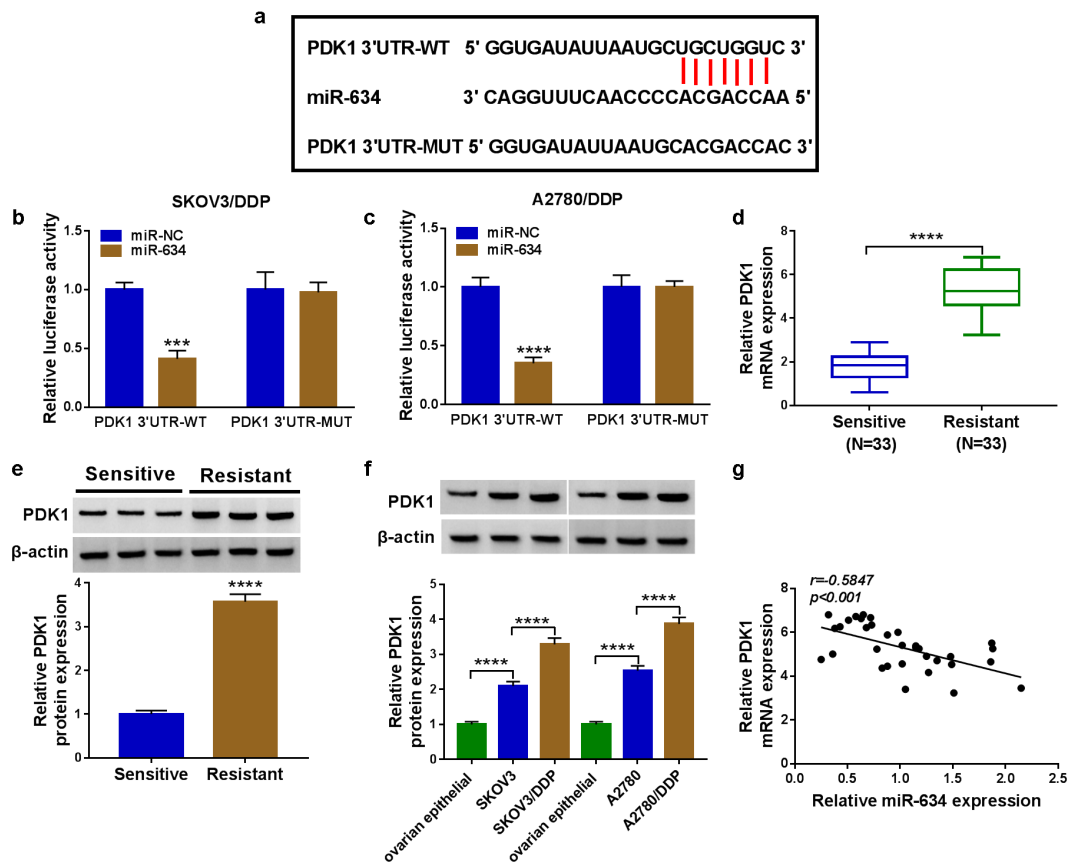 a
PDK1 3'UTR-WT 5' GGUGAUAUUAAUGCUGCUGGUC 3'
miR-634 3' CAGGUUUCAACCCCACGACCAA 5'
PDK1 3'UTR-MUT 5' GGUGAUAUUAAUGCACGACCAC 3'
b
SKOV3/DDP
Relative luciferase activity
1.5
1.0
0.5
0.0
miR-NC
miR-634
***
PDK1 3'UTR-WT PDK1 3'UTR-MUT
c
A2780/DDP
Relative luciferase activity
1.5
1.0
0.5
0.0
miR-NC
miR-634
****
PDK1 3'UTR-WT PDK1 3'UTR-MUT
d
Relative PDK1
mRNA expression
8
6
4
2
0
****
Sensitive Resistant
(N=33) (N=33)
e
Sensitive Resistant
PDK1
β-actin
Relative PDK1
protein expression
4
3
2
1
0
****
Sensitive Resistant
f
PDK1
β-actin
Relative PDK1
protein expression
5
4
3
2
1
0
****
****
****
****
ovarian epithelial
SKOV3
SKOV3/DDP
ovarian epithelial
A2780
A2780/DDP
g
r=-0.5847
p<0.001
Relative PDK1
mRNA expression
8
6
4
2
0
0.0 0.5 1.0 1.5 2.0 2.5
Relative miR-634 expression